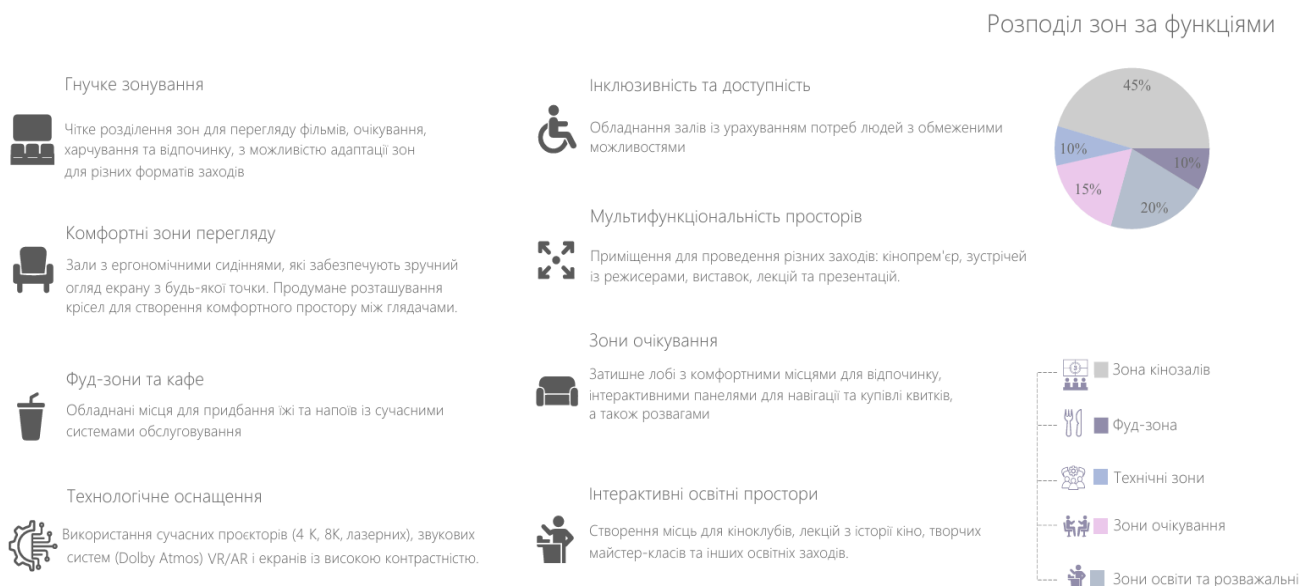 Розподіл зон за функціями
Гнучке зонування
Чітке розділення зон для перегляду фільмів, очікування,
харчування та відпочинку, з можливістю адаптації зон
для різних форматів заходів
Комфортні зони перегляду
Зали з ергономічними сидіннями, які забезпечують зручний
огляд екрану з будь-якої точки. Продумане розташування
крісел для створення комфортного простору між глядачами.
Фуд-зони та кафе
Обладнані місця для придбання їжі та напоїв із сучасними
системами обслуговування
Технологічне оснащення
Використання сучасних проєкторів (4 К, 8К, лазерних), звукових
систем (Dolby Atmos) VR/AR і екранів із високою контрастністю.
Інклюзивність та доступність
Обладнання залів із урахуванням потреб людей з обмеженими
можливостями
Мультифункціональність просторів
Приміщення для проведення різних заходів: кінопрем'єр, зустрічей
із режисерами, виставок, лекцій та презентацій.
Зони очікування
Затишне лобі з комфортними місцями для відпочинку,
інтерактивними панелями для навігації та купівлі квитків,
а також розвагами
Інтерактивні освітні простори
Створення місць для кіноклубів, лекцій з історії кіно, творчих
майстер-класів та інших освітніх заходів.
45%
10%
10%
15%
20%
Зона кінозалів
Фуд-зона
Технічні зони
Зони очікування
Зони освіти та розважальні